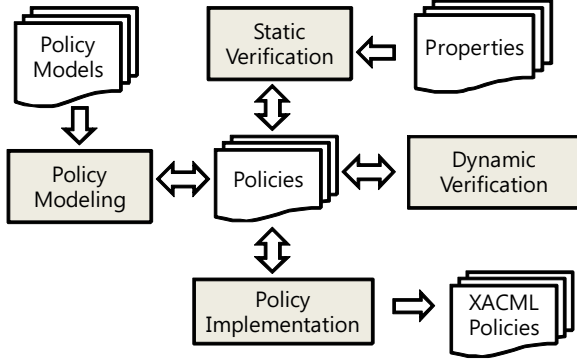 Policy
Models
Static
Verification
Properties
Policy
Modeling
Policies
Dynamic
Verification
Policy
Implementation
XACML
Policies